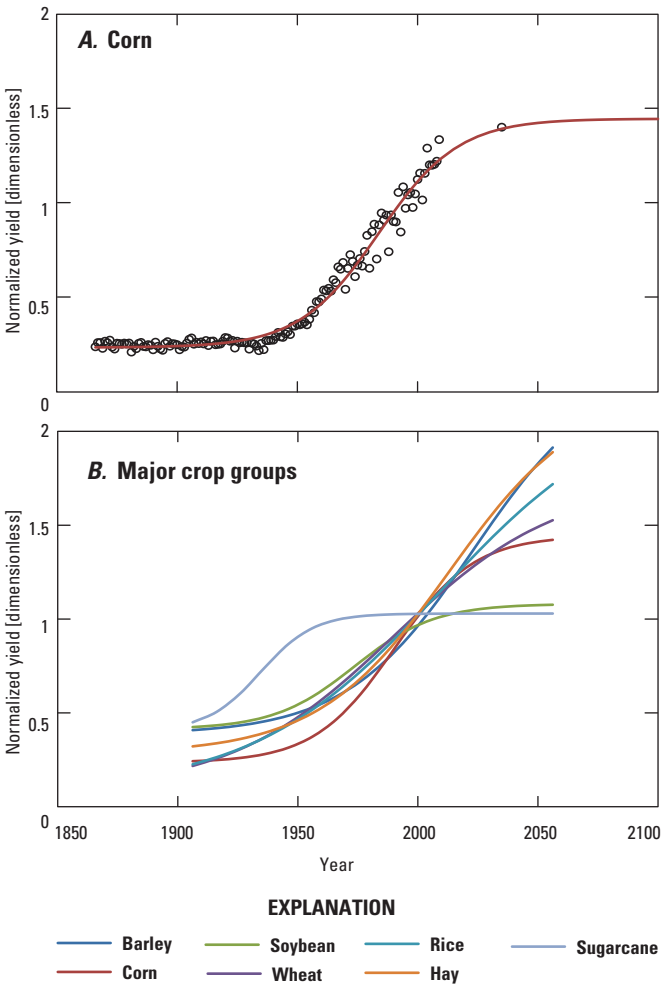 A. Corn
2
1.5
1
0.5
0
Normalized yield [dimensionless]
B. Major crop groups
2
1.5
1
0.5
0
Normalized yield [dimensionless]
1850 1900 1950 2000 2050 2100
Year
EXPLANATION
Barley Soybean Rice Sugarcane
Corn Wheat Hay